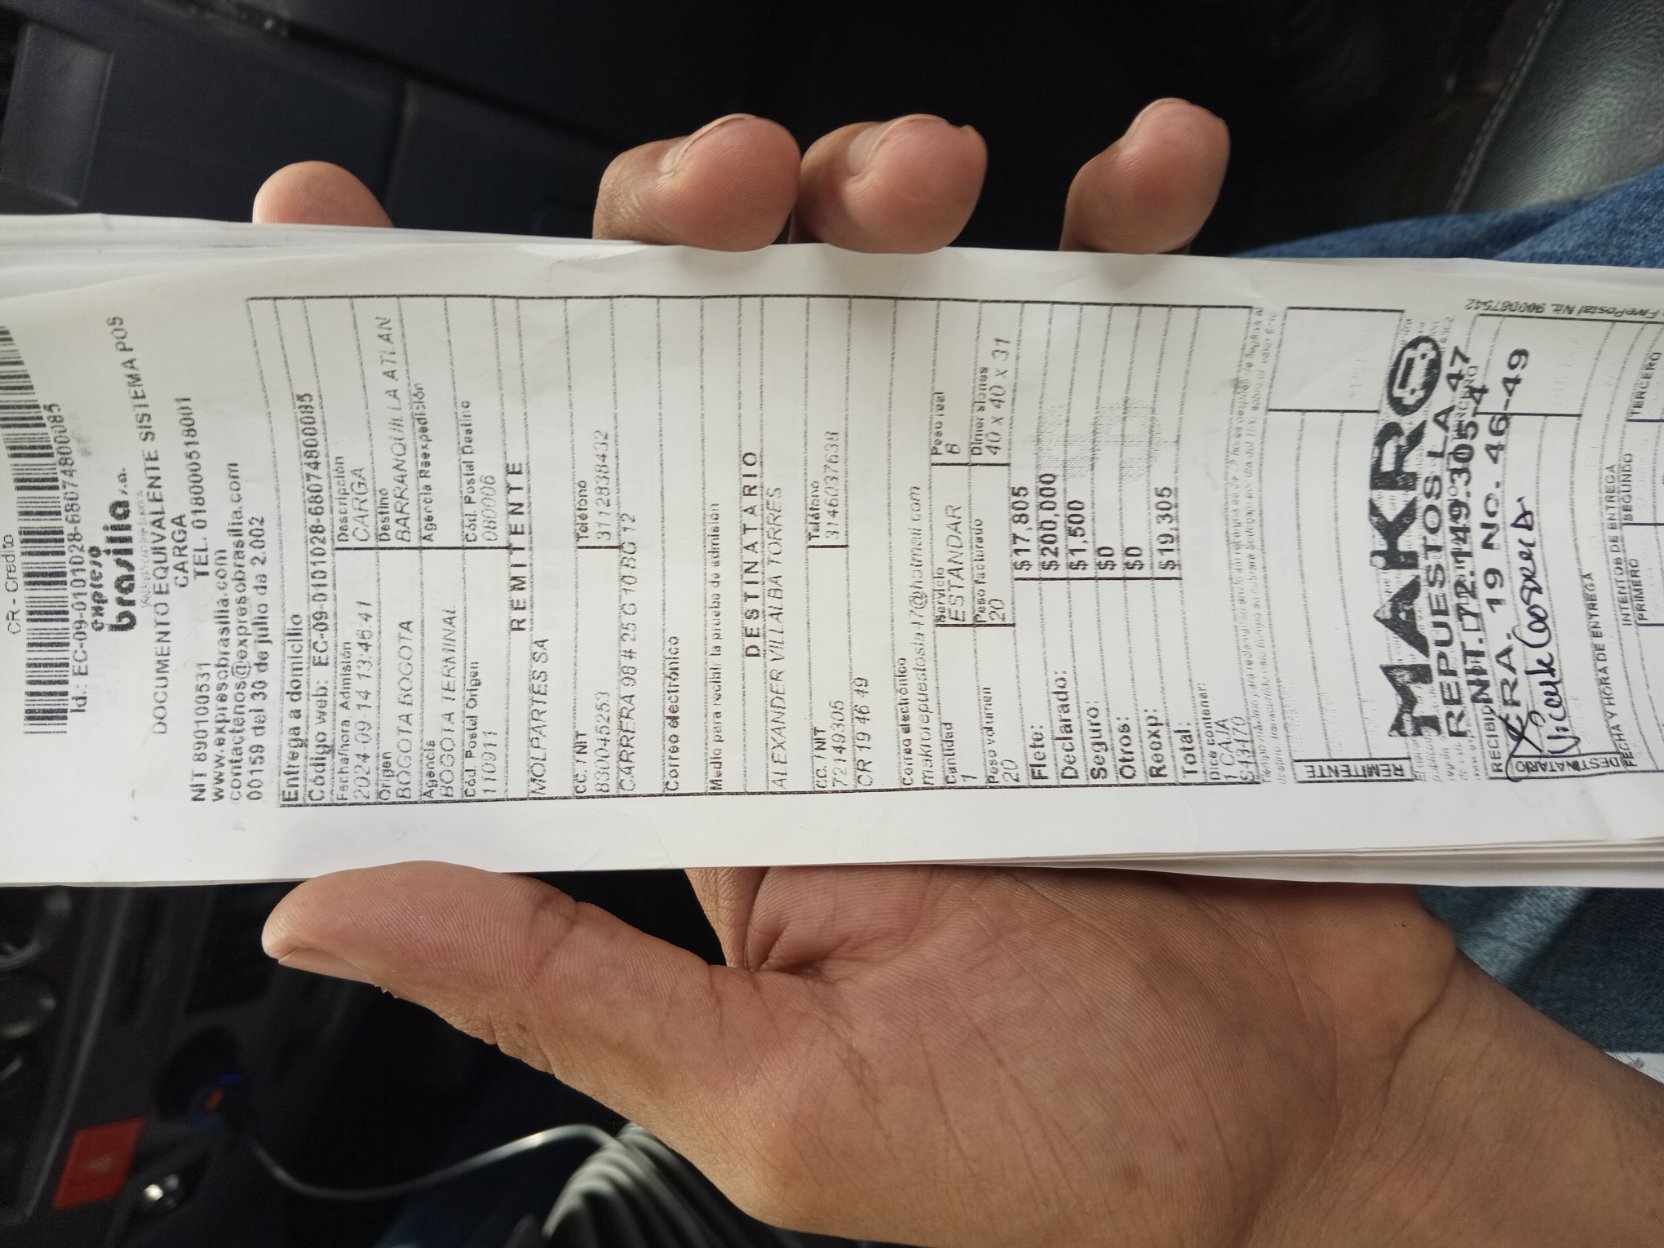 CR - Credito
Id.: EC-09-0101028-68074800085
expreso
brasilia s.a.
DOCUMENTO EQUIVALENTE SISTEMA POS
CARGA
NIT 890100531 TEL. 018000518001
www.expresobrasilia.com
contactenos@expresobrasilia.com
00159 del 30 de julio de 2.002
Entrega a domicilio
Código web: EC-09-0101028-68074800085
Fecha/hora Admisión Descripción
2024-09-14 13:46:41 CARGA
Origen Destino
BOGOTA BOGOTA BARRANQUILLA ATLAN
Agencia Agencia Reexpedición
BOGOTA TERMINAL
Cód. Postal Origen Cód. Postal Destino
110911 080006
REMITENTE
IMOLPARTES SA
CC. / NIT Teléfono
830045253 3112838432
CARRERA 98 # 25 G 10 BG 12
Correo electrónico
Medio para recibir la prueba de admisión
DESTINATARIO
ALEXANDER VILLALBA TORRES
CC. / NIT Teléfono
72149305 3146037639
CR 19 46 49
Correo electrónico
makrorepuestosla47@hotmail.com
Cantidad Servicio Peso real
1 ESTANDAR 6
Peso volumen Peso facturado Dimensiones
20 20 40 x 40 x 31
Flete: $17,805
Declarado: $200,000
Seguro: $1,500
Otros: $0
Reexp: $0
Total: $19,305
Dice contener:
1 CAJA
S43470
REMITENTE
MAKRO
REPUESTOS LA 47
NIT. 72.149.305-4
KRA. 19 No. 46-49
DESTINATARIO
FECHA Y HORA DE ENTREGA
INTENTOS DE ENTREGA
PRIMERO SEGUNDO TERCERO
FarePostal Nit. 900087542